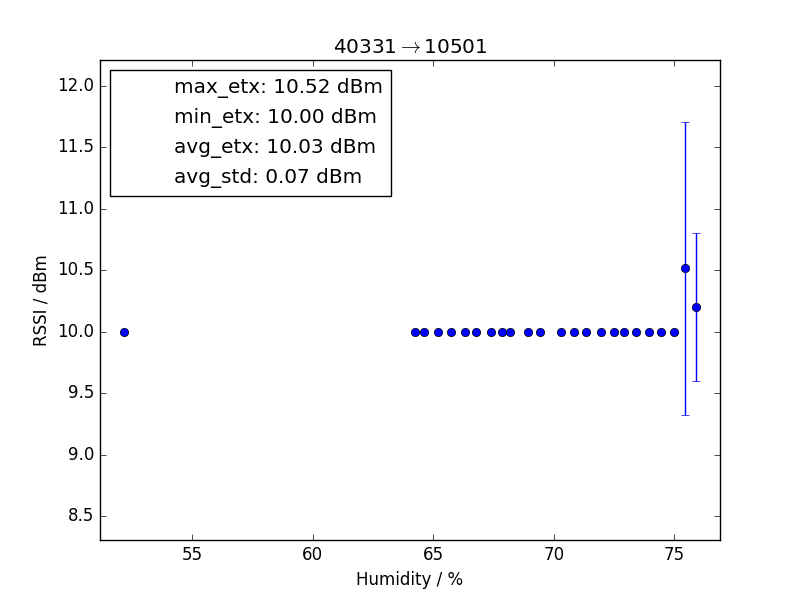 40331→10501
max_etx: 10.52 dBm
min_etx: 10.00 dBm
avg_etx: 10.03 dBm
avg_std: 0.07 dBm
RSSI / dBm
12.0
11.5
11.0
10.5
10.0
9.5
9.0
8.5
55 60 65 70 75
Humidity / %